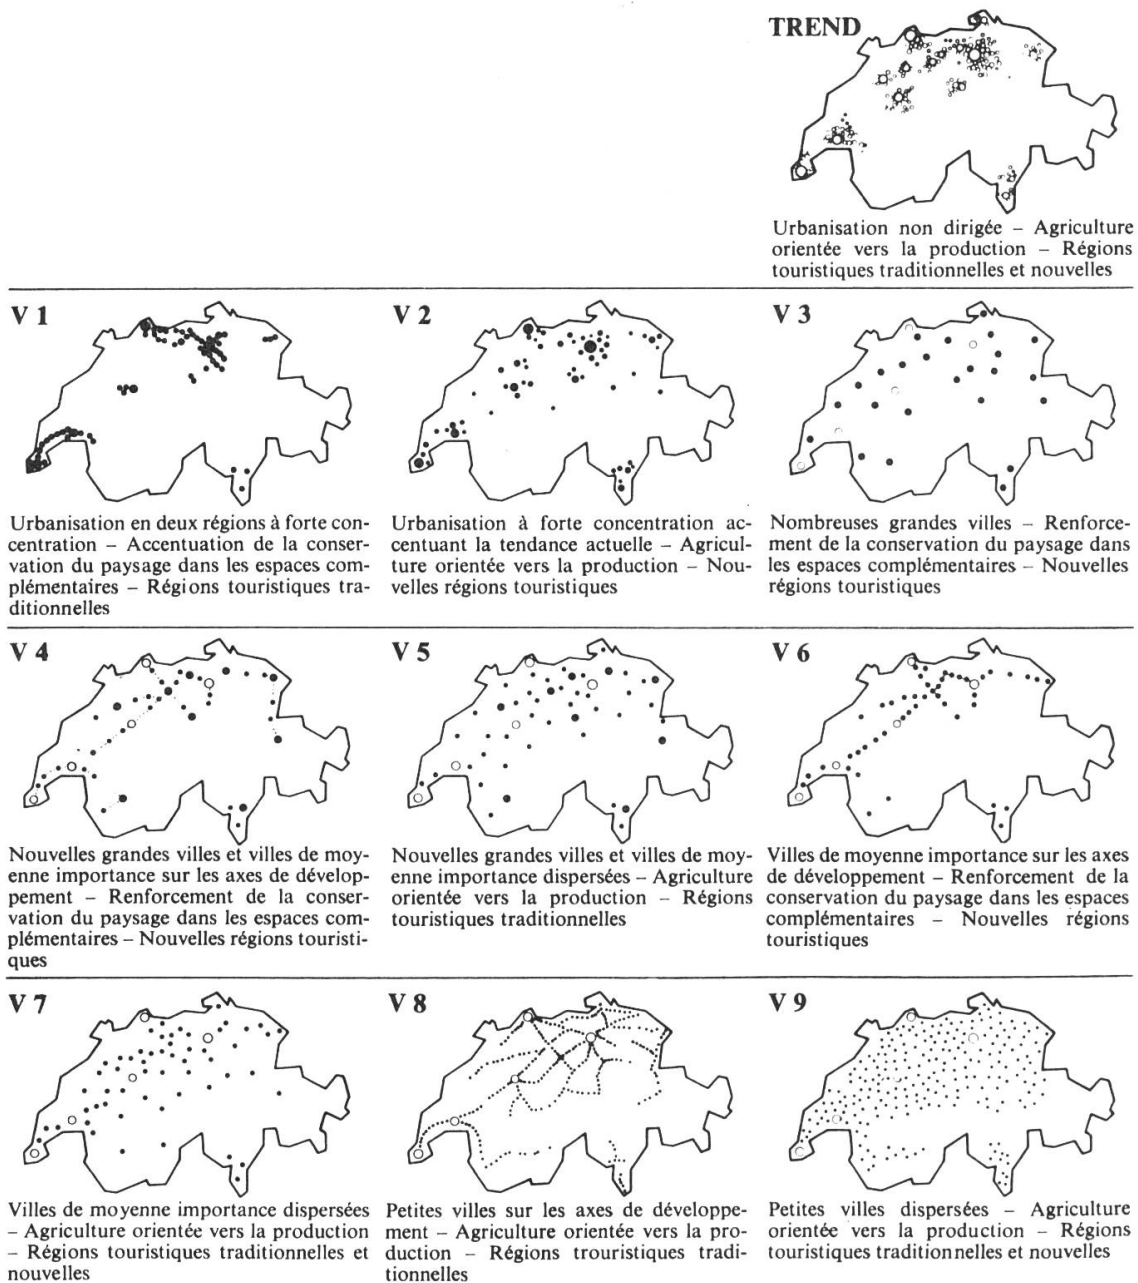 TREND
Urbanisation non dirigée – Agriculture
orientée vers la production – Régions
touristiques traditionnelles et nouvelles
V 1
Urbanisation en deux régions à forte con-
centration – Accentuation de la conser-
vation du paysage dans les espaces com-
plémentaires – Régions touristiques tra-
ditionnelles
V 2
Urbanisation à forte concentration ac-
centuant la tendance actuelle – Agricul-
ture orientée vers la production – Nou-
velles régions touristiques
V 3
Nombreuses grandes villes – Renforce-
ment de la conservation du paysage dans
les espaces complémentaires – Nouvelles
régions touristiques
V 4
Nouvelles grandes villes et villes de moy-
enne importance sur les axes de dévelop-
pement – Renforcement de la conser-
vation du paysage dans les espaces com-
plémentaires – Nouvelles régions touristi-
ques
V 5
Nouvelles grandes villes et villes de moy-
enne importance dispersées – Agriculture
orientée vers la production – Régions
touristiques traditionnelles
V 6
Villes de moyenne importance sur les axes
de développement – Renforcement de la
conservation du paysage dans les espaces
complémentaires – Nouvelles régions
touristiques
V 7
Villes de moyenne importance dispersées
– Agriculture orientée vers la production
– Régions touristiques traditionnelles et
nouvelles
V 8
Petites villes sur les axes de développe-
ment – Agriculture orientée vers la pro-
duction – Régions trouristiques tradi-
tionnelles
V 9
Petites villes dispersées – Agriculture
orientée vers la production – Régions
touristiques traditionnelles et nouvelles